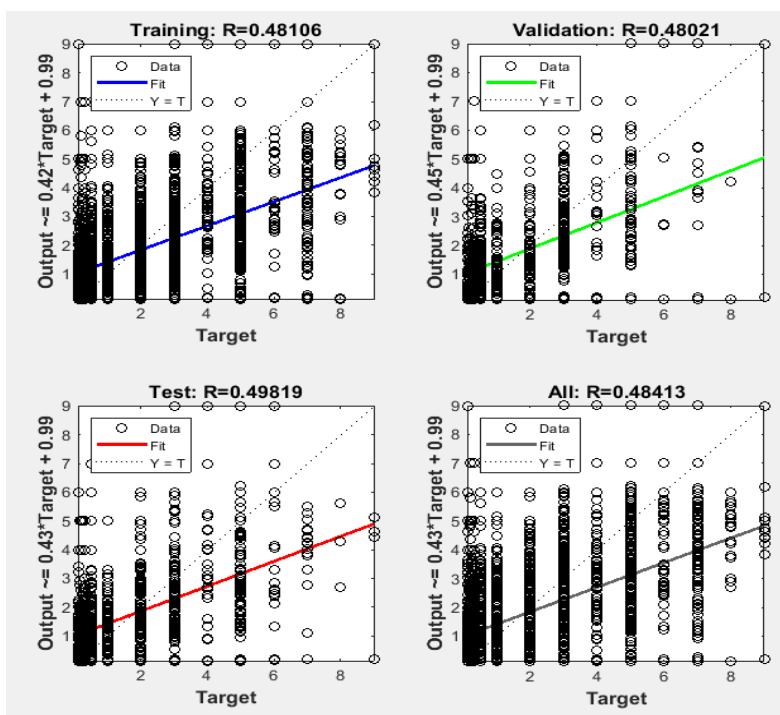 Training: R=0.48106
Output ~= 0.42*Target + 0.99
9
8
7
6
5
4
3
2
1
Data
Fit
Y = T
2 4 6 8
Target
Validation: R=0.48021
Output ~= 0.45*Target + 0.99
9
8
7
6
5
4
3
2
1
Data
Fit
Y = T
2 4 6 8
Target
Test: R=0.49819
Output ~= 0.43*Target + 0.99
9
8
7
6
5
4
3
2
1
Data
Fit
Y = T
2 4 6 8
Target
All: R=0.48413
Output ~= 0.43*Target + 0.99
9
8
7
6
5
4
3
2
1
Data
Fit
Y = T
2 4 6 8
Target